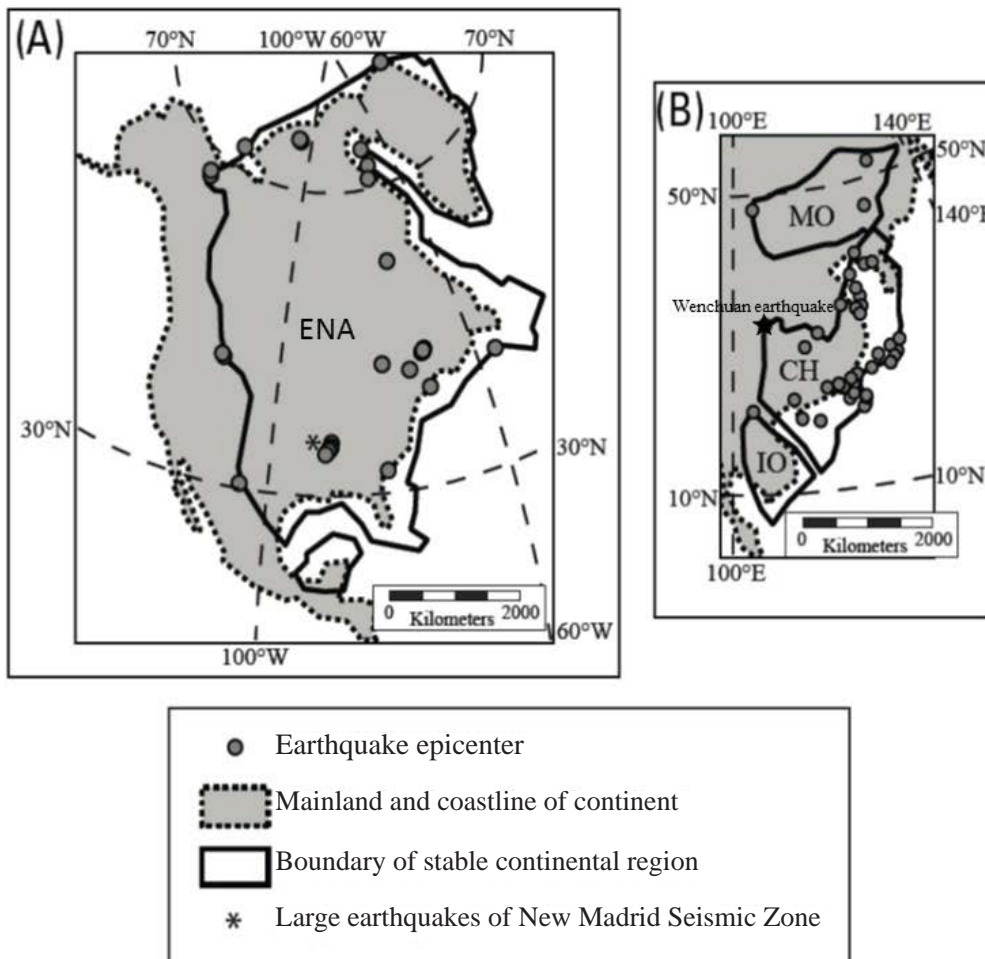 (A)
70°N
100°W 60°W
70°N
ENA
30°N
30°N
0
2000
Kilometers
60°W
100°W
(B)
100°E
140°E
50°N
50°N
140°E
MO
Wenchuan earthquake
CH
IO
10°N
10°N
0
2000
Kilometers
100°E
Earthquake epicenter
Mainland and coastline of continent
Boundary of stable continental region
Large earthquakes of New Madrid Seismic Zone